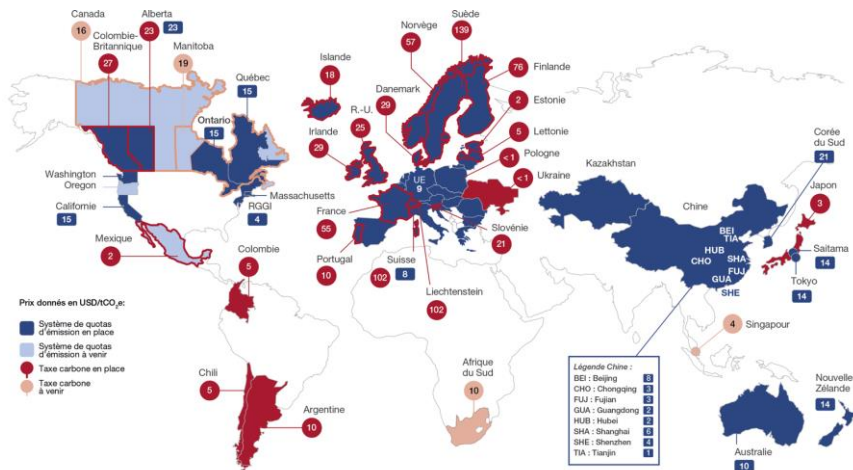 Canada
16
Alberta
23
23
Colombie-
Britannique
27
Manitoba
19
Québec
15
Ontario
15
Washington
Oregon
Californie
15
Massachusetts
RGGI
4
Mexique
2
Colombie
5
Chili
5
Argentine
10
Islande
18
Norvège
57
Suède
139
Finlande
76
Danemark
29
Estonie
2
R.-U.
25
Lettonie
5
Irlande
29
Pologne
< 1
Ukraine
< 1
UE
9
France
55
Slovénie
21
Portugal
10
Suisse
102
8
Liechtenstein
102
Afrique
du Sud
10
Kazakhstan
Chine
BEI
TIA
HUB
CHO
SHA
FUJ
GUA
SHE
Corée
du Sud
21
Japon
3
Saitama
14
Tokyo
14
4
Singapour
Nouvelle
Zélande
14
Australie
10
Prix donnés en USD/tCO₂e:
Système de quotas
d'émission en place
Système de quotas
d'émission à venir
Taxe carbone en place
Taxe carbone
à venir
Légende Chine :
BEI : Beijing 8
CHO : Chongqing 3
FUJ : Fujian 3
GUA : Guangdong 2
HUB : Hubei 2
SHA : Shanghai 6
SHE : Shenzhen 4
TIA : Tianjin 1